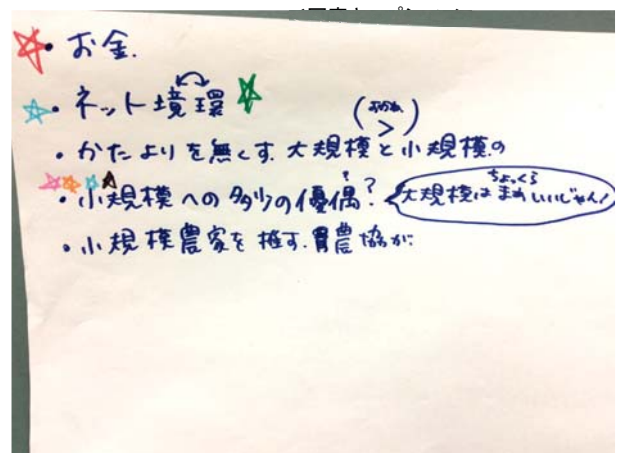 ・お金.
・ネット境環
(お金 >)
・かたよりを無くす.大規模と小規模の
・小規模への多少の優偶?
ちょっくら
大規模はまあいいじゃん!
・小規模農家を推す.農協が